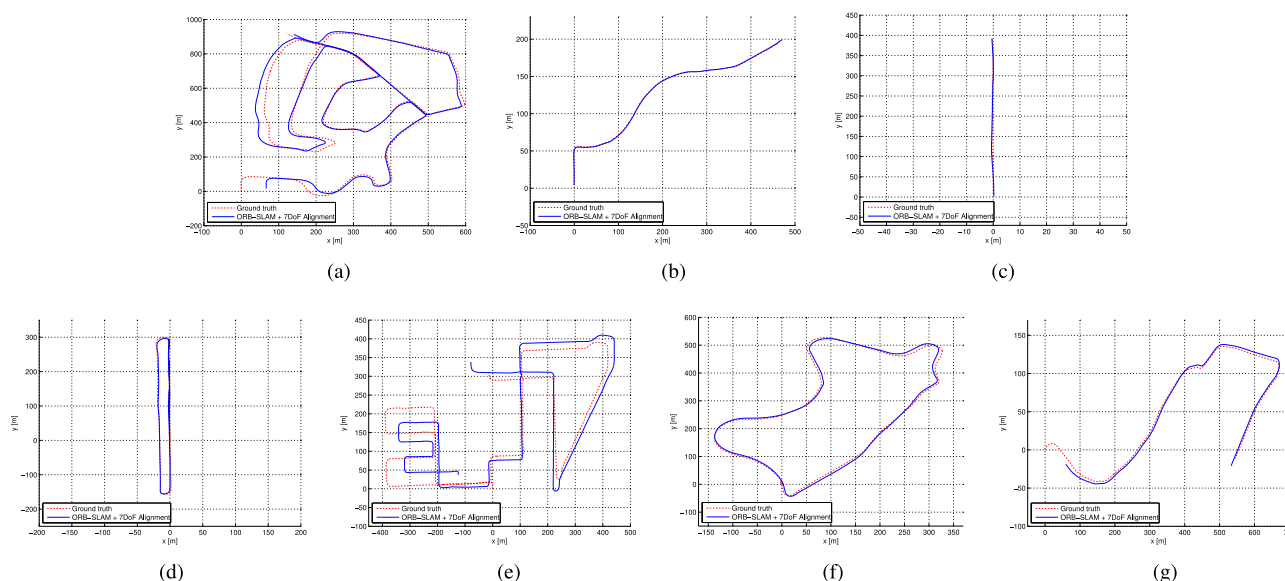 1000
800
600
400
200
0
−200
y [m]
−100 0 100 200 300 400 500 600
x [m]
Ground truth
ORB−SLAM + 7DoF Alignment
(a)
200
150
100
50
0
−50
y [m]
−100 0 100 200 300 400 500
x [m]
Ground truth
ORB−SLAM + 7DoF Alignment
(b)
450
400
350
300
250
200
150
100
50
0
−50
y [m]
−50 −40 −30 −20 −10 0 10 20 30 40 50
x [m]
Ground truth
ORB−SLAM + 7DoF Alignment
(c)
300
200
100
0
−100
−200
y [m]
−200 −150 −100 −50 0 50 100 150 200
x [m]
Ground truth
ORB−SLAM + 7DoF Alignment
(d)
450
400
350
300
250
200
150
100
50
0
−50
−100
y [m]
−400 −300 −200 −100 0 100 200 300 400 500
x [m]
Ground truth
ORB−SLAM + 7DoF Alignment
(e)
600
500
400
300
200
100
0
−100
y [m]
−150 −100 −50 0 50 100 150 200 250 300 350
x [m]
Ground truth
ORB−SLAM + 7DoF Alignment
(f)
150
100
50
0
−50
−100
y [m]
−100 0 100 200 300 400 500 600
x [m]
Ground truth
ORB−SLAM + 7DoF Alignment
(g)